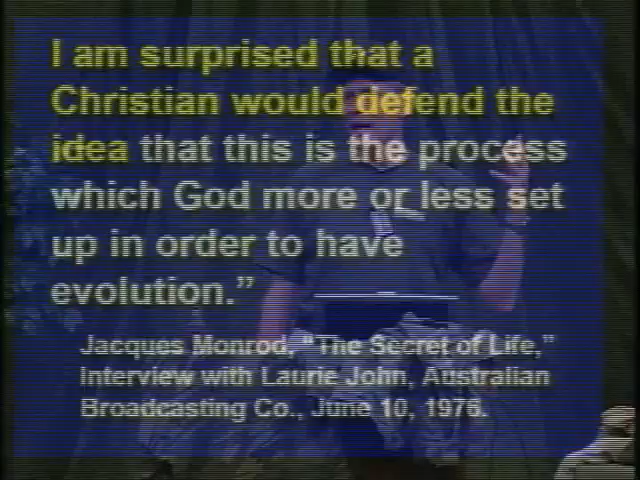 I am surprised that a
Christian would defend the
idea that this is the process
which God more or less set
up in order to have
evolution.”
Jacques Monrod, “The Secret of Life,”
Interview with Laurie John, Australian
Broadcasting Co., June 10, 1976.